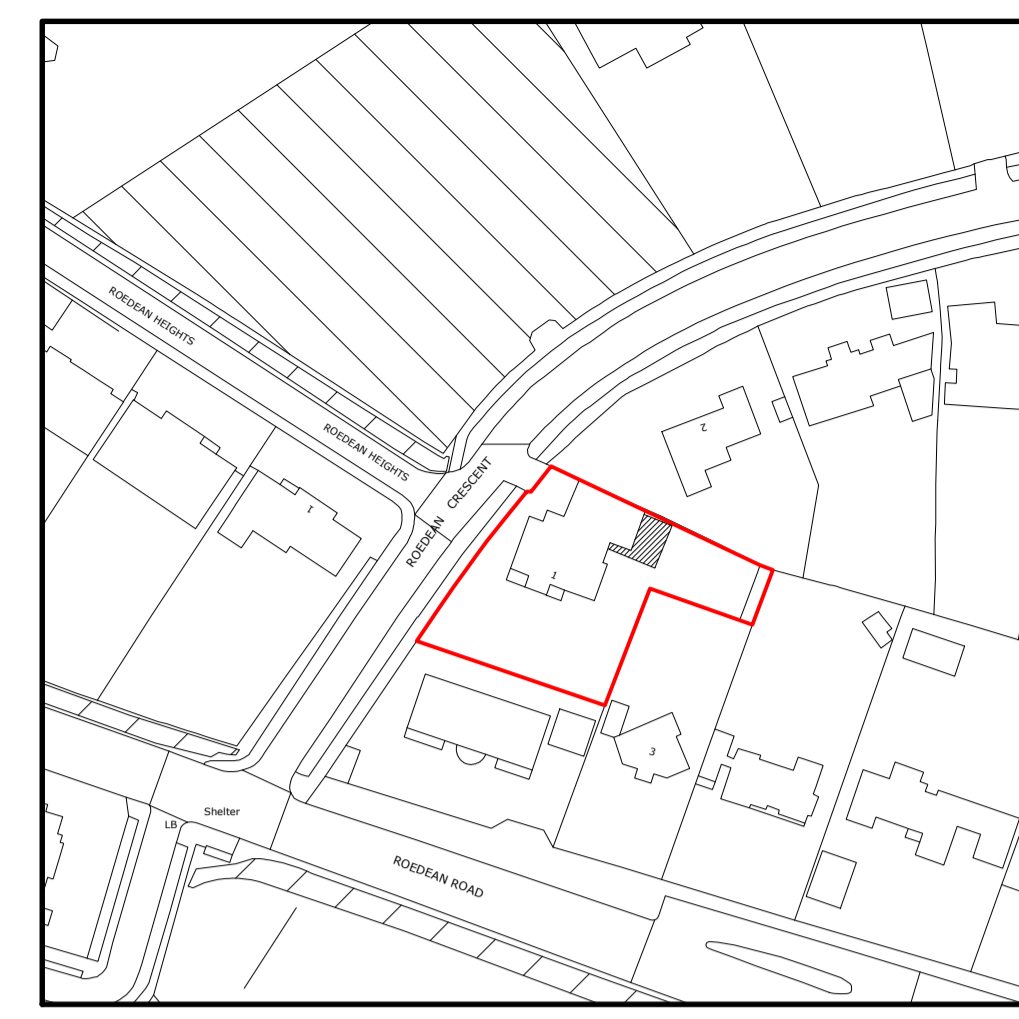 ROEDEAN HEIGHTS
ROEDEAN HEIGHTS
ROEDEAN CRESCENT
2
1
1
3
Shelter
LB
ROEDEAN ROAD